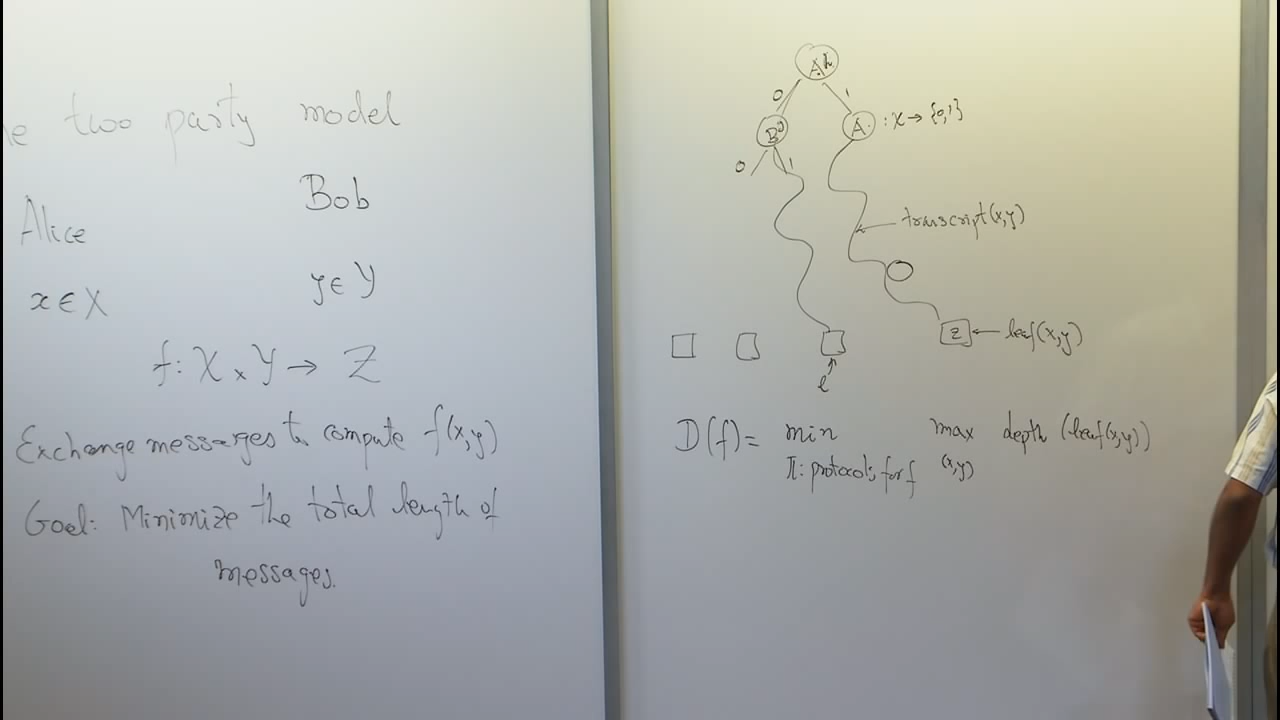 two party model
Alice
Bob
x ∈ X
y ∈ Y
f: X × Y → Z
Exchange messages to compute f(x,y)
Goal: Minimize the total length of
messages.
A
0
1
B
A : X → {0,1}
0
1
transcript(x,y)
z ← leaf(x,y)
l
D(f) = min max depth (leaf(x,y))
π: protocols for f (x,y)